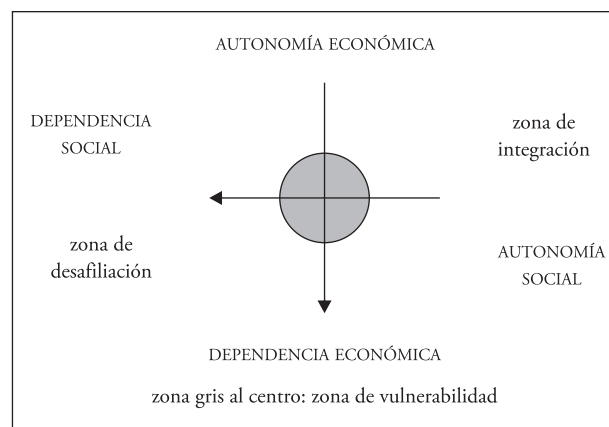 AUTONOMÍA ECONÓMICA
DEPENDENCIA
SOCIAL
zona de
integración
zona de
desafiliación
AUTONOMÍA
SOCIAL
DEPENDENCIA ECONÓMICA
zona gris al centro: zona de vulnerabilidad